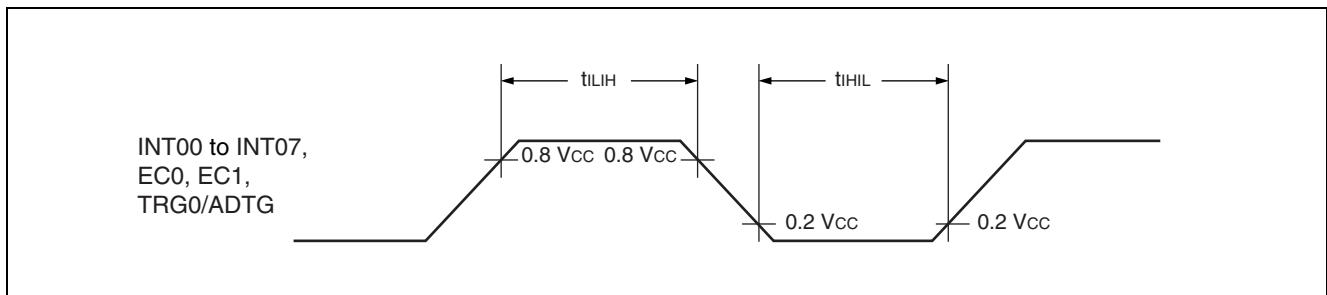 tILIH
tIHIL
INT00 to INT07,
EC0, EC1,
TRG0/ADTG
0.8 VCC 0.8 VCC
0.2 VCC
0.2 VCC